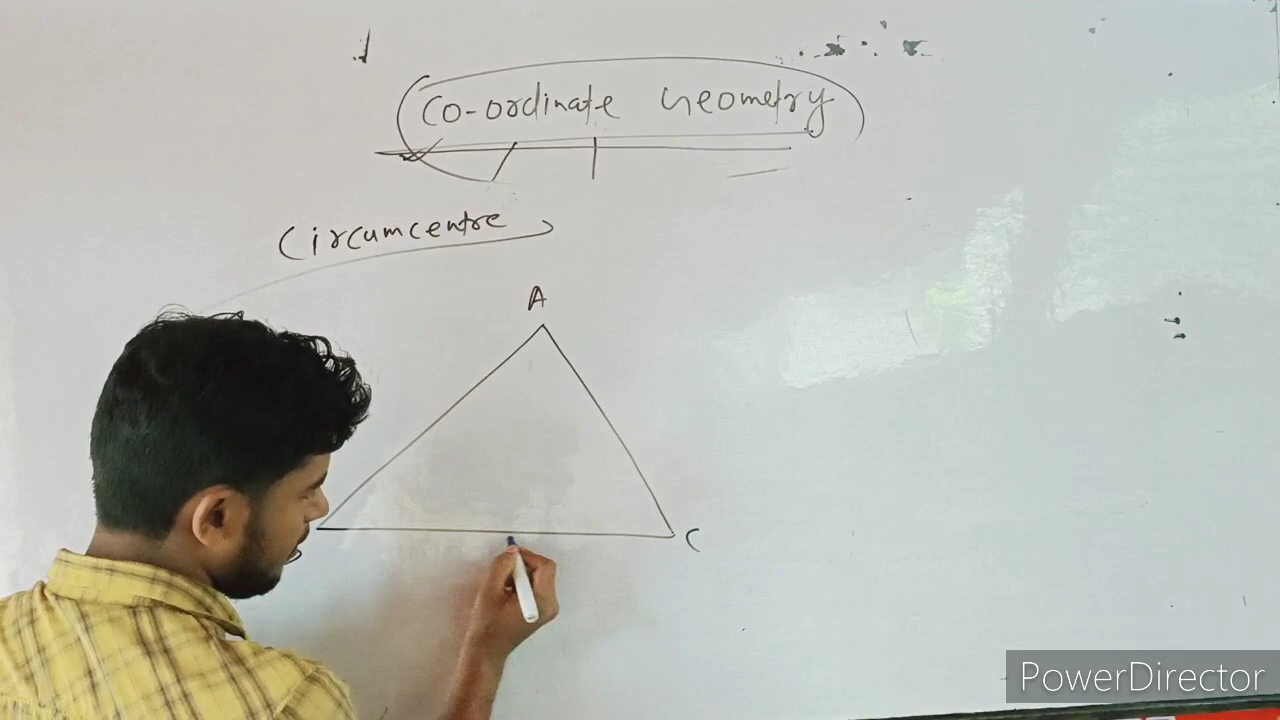 Co-ordinate Geometry
Circumcentre
A
C
PowerDirector